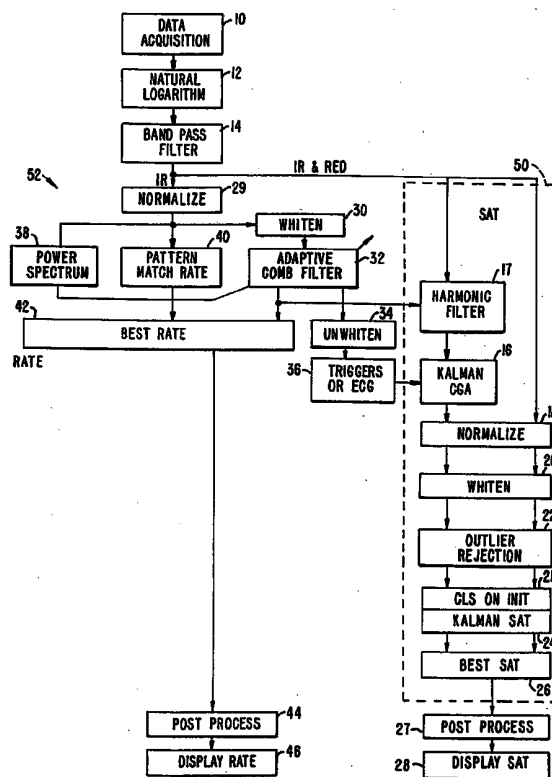 10
DATA
ACQUISITION
12
NATURAL
LOGARITHM
14
BAND PASS
FILTER
IR & RED
50
52
IR
29
NORMALIZE
SAT
30
WHITEN
38
POWER
SPECTRUM
40
PATTERN
MATCH RATE
ADAPTIVE
COMB FILTER
32
17
HARMONIC
FILTER
42
BEST RATE
RATE
34
UNWHITEN
36
TRIGGERS
OR ECG
16
KALMAN
CGA
NORMALIZE
WHITEN
OUTLIER
REJECTION
CLS ON INIT
KALMAN SAT
BEST SAT
26
POST PROCESS
44
27
POST PROCESS
DISPLAY RATE
46
28
DISPLAY SAT